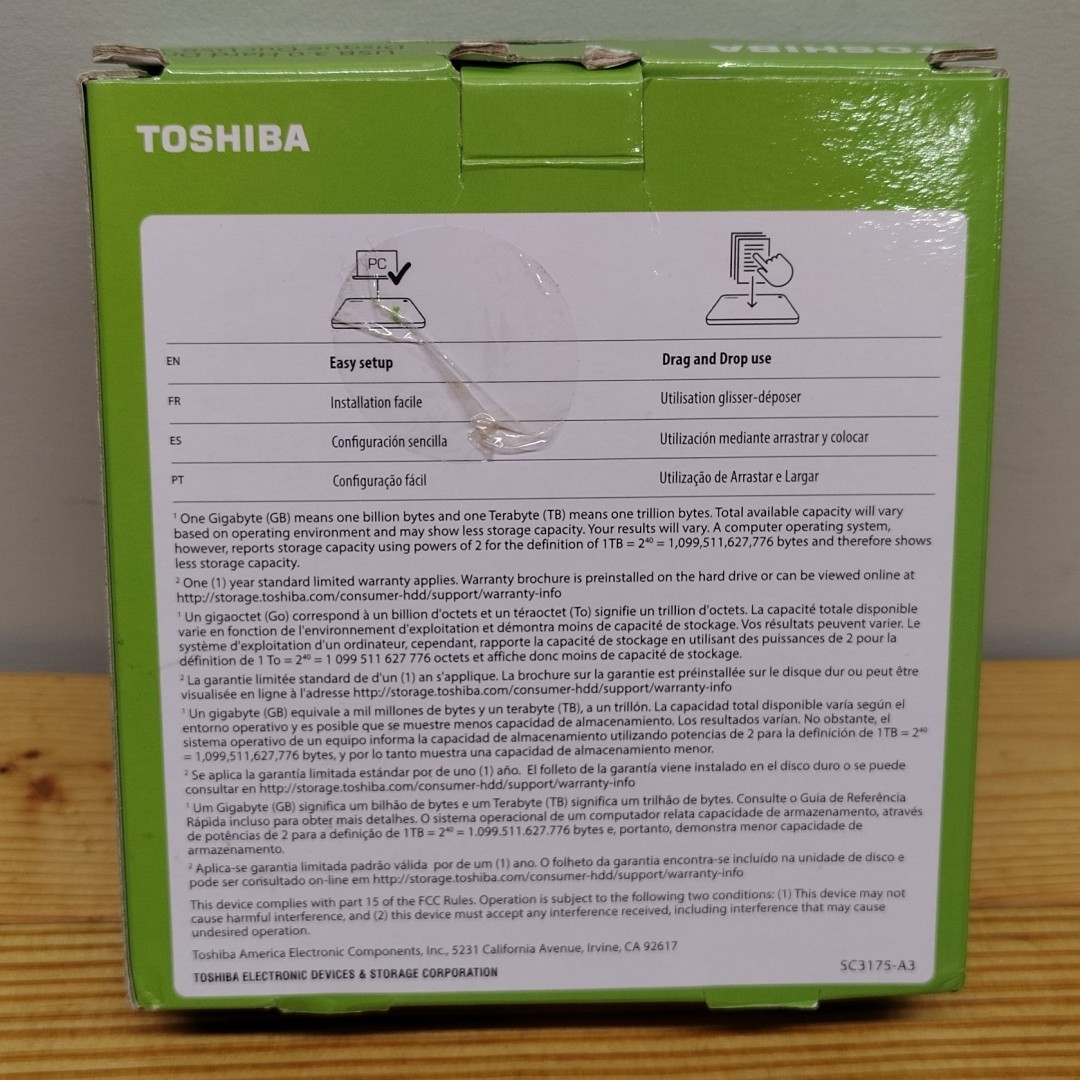 USB 3.0 Hard D
TOSHIBA
TOSHIBA
PC
EN Easy setup Drag and Drop use
FR Installation facile Utilisation glisser-déposer
ES Configuración sencilla Utilización mediante arrastrar y colocar
PT Configuração fácil Utilização de Arrastar e Largar
¹ One Gigabyte (GB) means one billion bytes and one Terabyte (TB) means one trillion bytes. Total available capacity will vary
based on operating environment and may show less storage capacity. Your results will vary. A computer operating system,
however, reports storage capacity using powers of 2 for the definition of 1TB = 2⁴⁰ = 1,099,511,627,776 bytes and therefore shows
less storage capacity.
² One (1) year standard limited warranty applies. Warranty brochure is preinstalled on the hard drive or can be viewed online at
http://storage.toshiba.com/consumer-hdd/support/warranty-info
¹ Un gigaoctet (Go) correspond à un billion d'octets et un téraoctet (To) signifie un trillion d'octets. La capacité totale disponible
varie en fonction de l'environnement d'exploitation et démontra moins de capacité de stockage. Vos résultats peuvent varier. Le
système d'exploitation d'un ordinateur, cependant, rapporte la capacité de stockage en utilisant des puissances de 2 pour la
définition de 1 To = 2⁴⁰ = 1 099 511 627 776 octets et affiche donc moins de capacité de stockage.
² La garantie limitée standard de d'un (1) an s'applique. La brochure sur la garantie est préinstallée sur le disque dur ou peut être
visualisée en ligne à l'adresse http://storage.toshiba.com/consumer-hdd/support/warranty-info
¹ Un gigabyte (GB) equivale a mil millones de bytes y un terabyte (TB), a un trillón. La capacidad total disponible varía según el
entorno operativo y es posible que se muestre menos capacidad de almacenamiento. Los resultados varían. No obstante, el
sistema operativo de un equipo informa la capacidad de almacenamiento utilizando potencias de 2 para la definición de 1TB = 2⁴⁰
= 1,099,511,627,776 bytes, y por lo tanto muestra una capacidad de almacenamiento menor.
² Se aplica la garantía limitada estándar por de uno (1) año. El folleto de la garantía viene instalado en el disco duro o se puede
consultar en http://storage.toshiba.com/consumer-hdd/support/warranty-info
¹ Um Gigabyte (GB) significa um bilhão de bytes e um Terabyte (TB) significa um trilhão de bytes. Consulte o Guia de Referência
Rápida incluso para obter mais detalhes. O sistema operacional de um computador relata capacidade de armazenamento, através
de potências de 2 para a definição de 1TB = 2⁴⁰ = 1.099.511.627.776 bytes e, portanto, demonstra menor capacidade de
armazenamento.
² Aplica-se garantia limitada padrão válida por de um (1) ano. O folheto da garantia encontra-se incluído na unidade de disco e
pode ser consultado on-line em http://storage.toshiba.com/consumer-hdd/support/warranty-info
This device complies with part 15 of the FCC Rules. Operation is subject to the following two conditions: (1) This device may not
cause harmful interference, and (2) this device must accept any interference received, including interference that may cause
undesired operation.
Toshiba America Electronic Components, Inc., 5231 California Avenue, Irvine, CA 92617
TOSHIBA ELECTRONIC DEVICES & STORAGE CORPORATION SC3175-A3